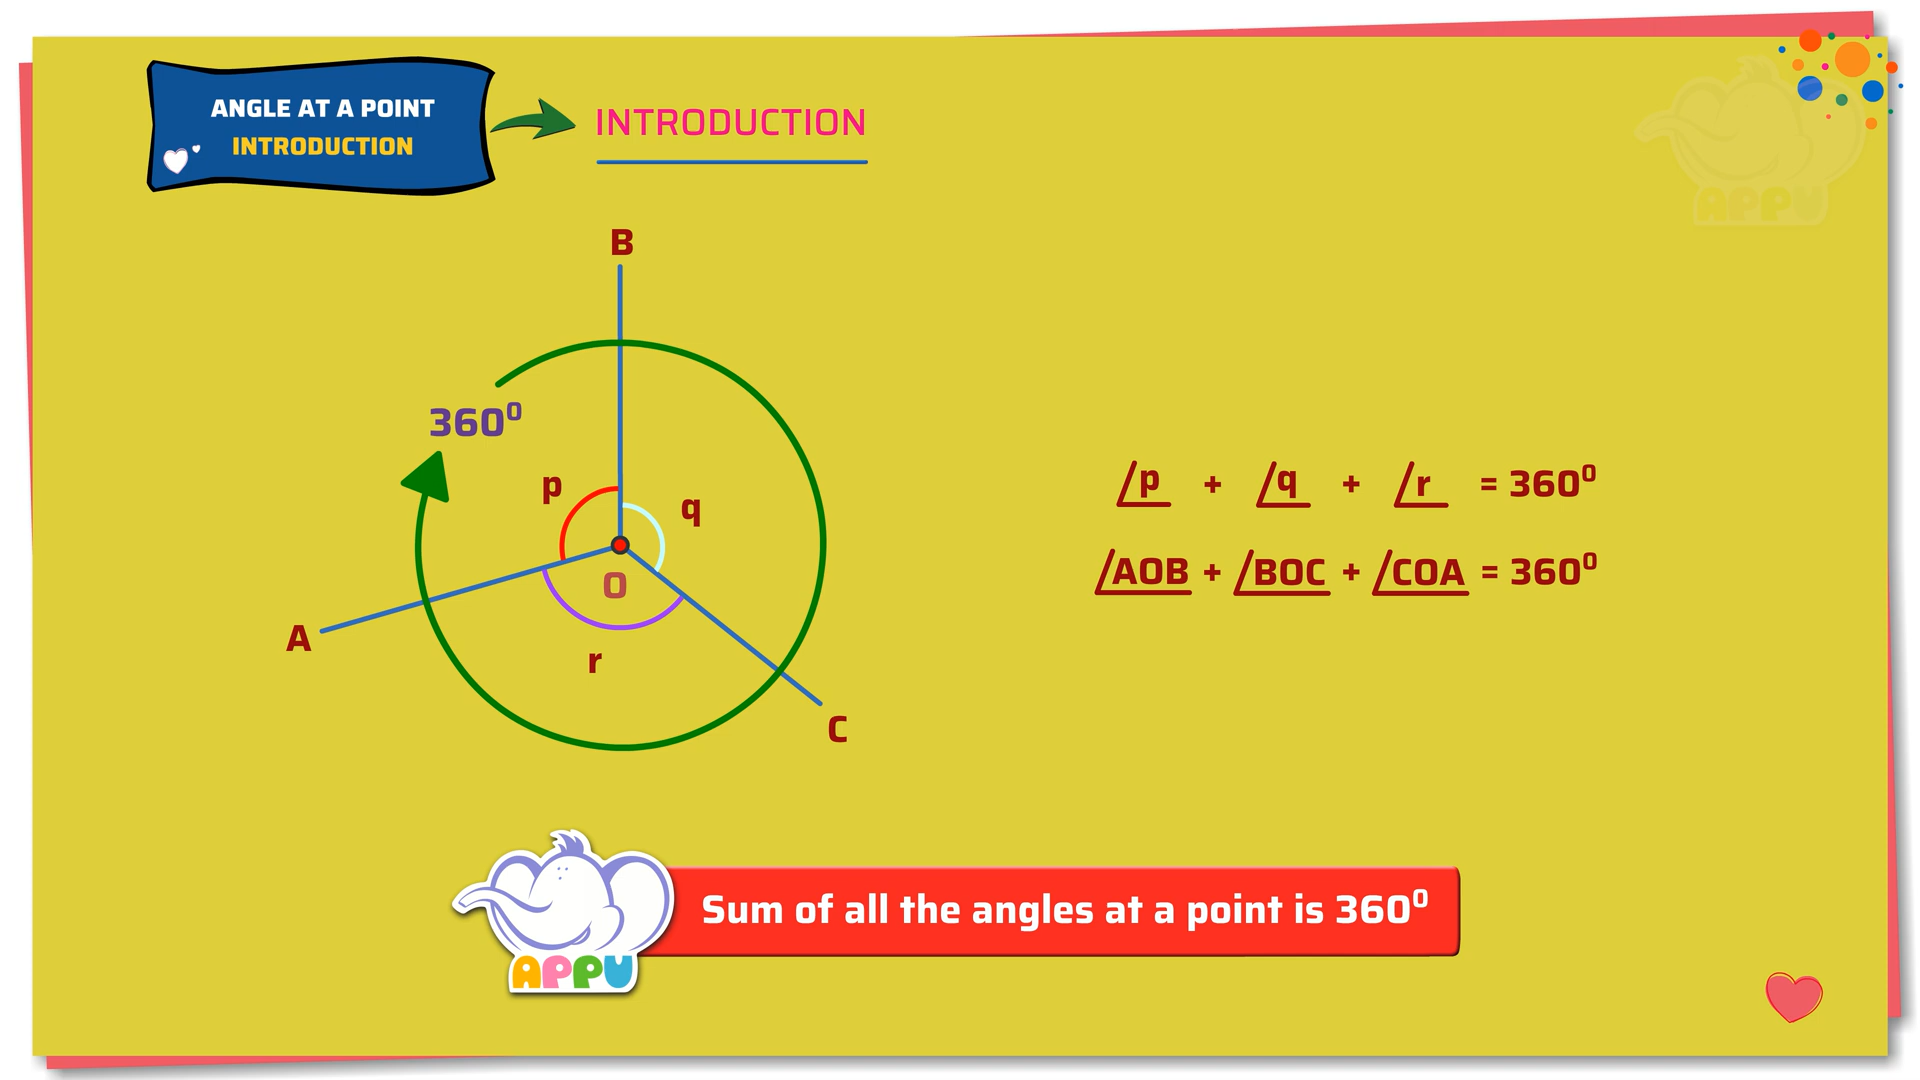 ANGLE AT A POINT
INTRODUCTION
INTRODUCTION
APPU
B
360⁰
p
q
O
A
r
C
∠p + ∠q + ∠r = 360⁰
∠AOB + ∠BOC + ∠COA = 360⁰
Sum of all the angles at a point is 360⁰
APPU